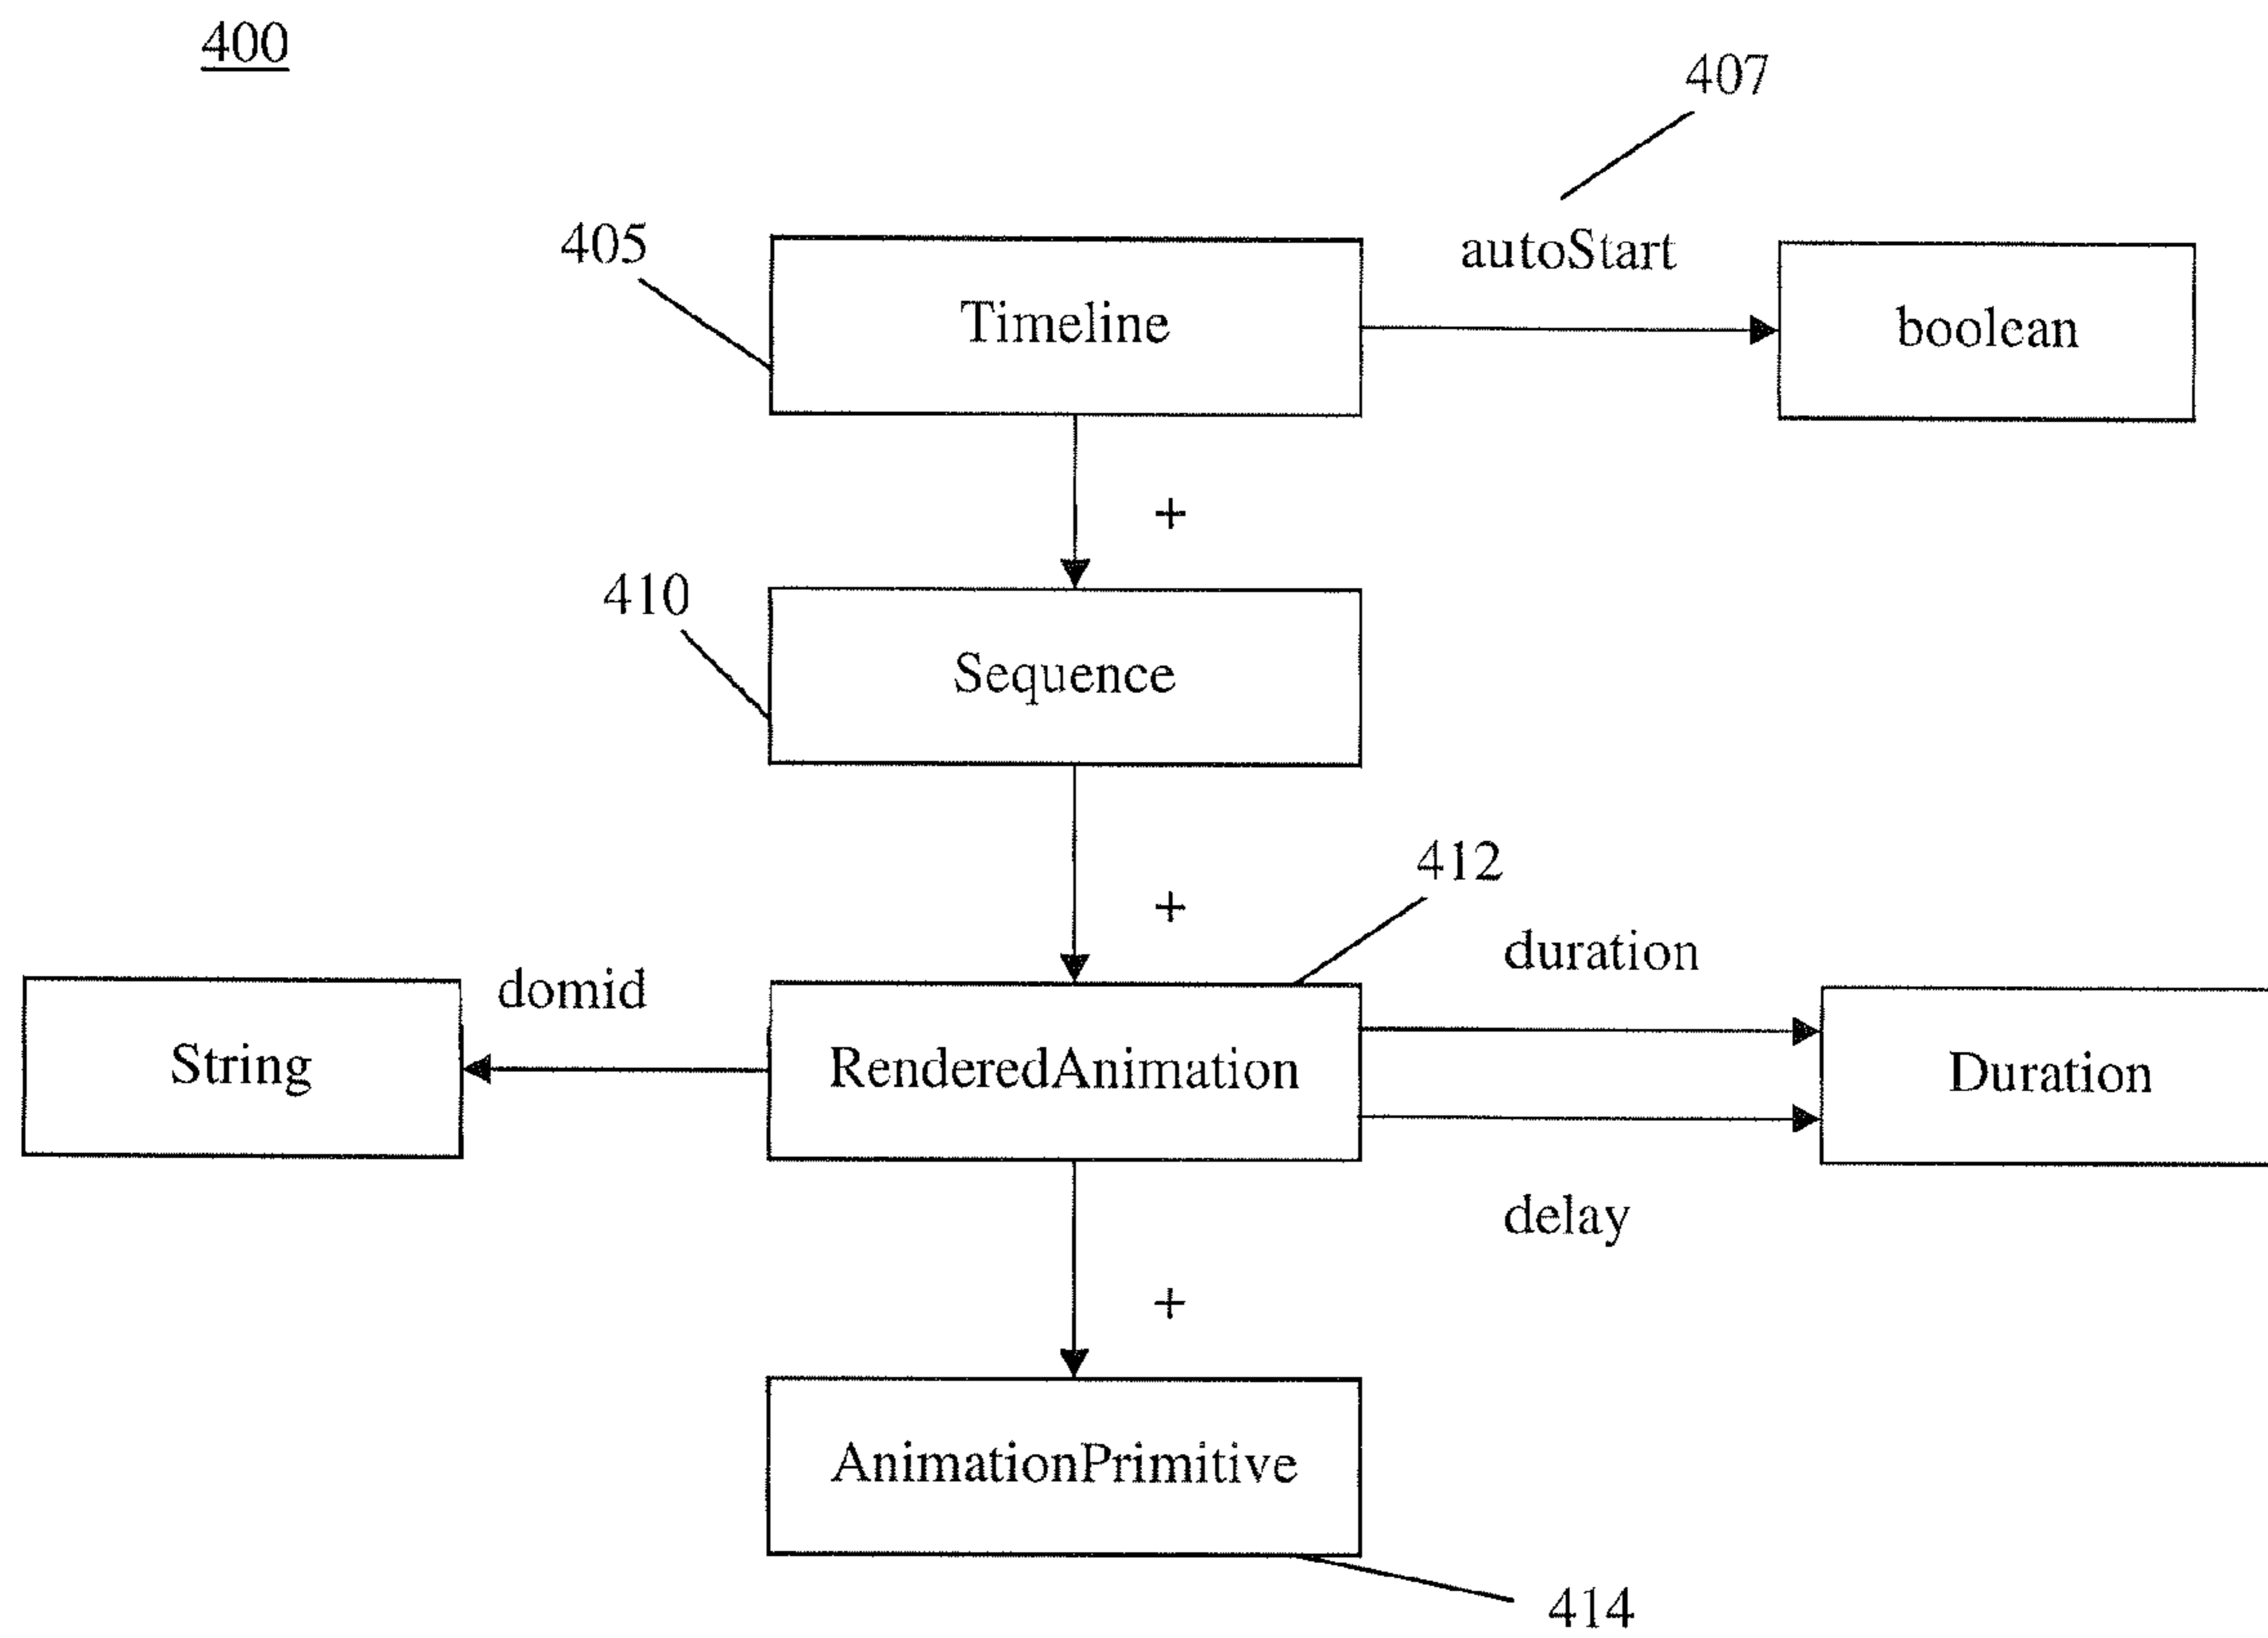 400
407
405
autoStart
Timeline
boolean
+
410
Sequence
412
+
duration
domid
String
RenderedAnimation
Duration
delay
+
AnimationPrimitive
414